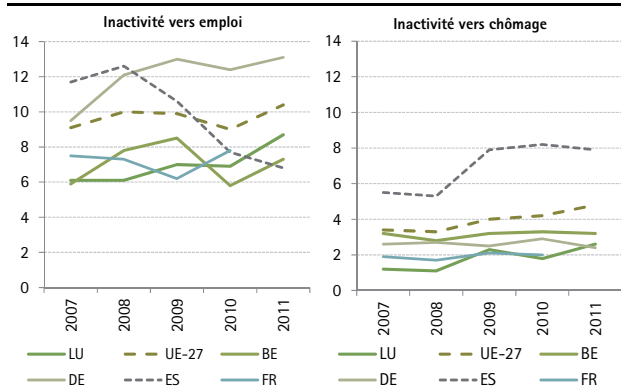 Inactivité vers emploi
14
12
10
8
6
4
2
0
2007
2008
2009
2010
2011
LU
UE-27
BE
DE
ES
FR
Inactivité vers chômage
14
12
10
8
6
4
2
0
2007
2008
2009
2010
2011
LU
UE-27
BE
DE
ES
FR